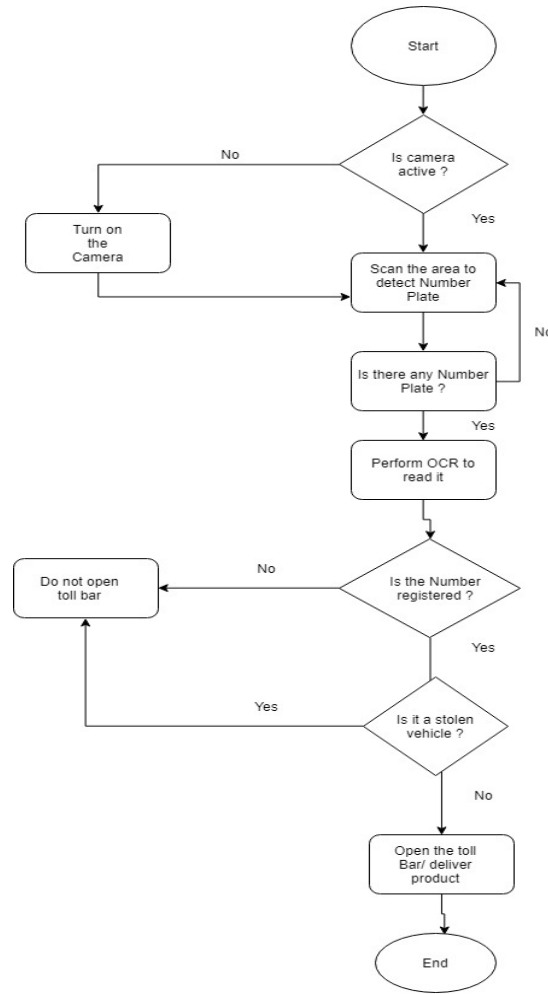 Start
Is camera
active ?
No
Yes
Turn on
the
Camera
Scan the area to
detect Number
Plate
No
Is there any Number
Plate ?
Yes
Perform OCR to
read it
Is the Number
registered ?
No
Do not open
toll bar
Yes
Is it a stolen
vehicle ?
Yes
No
Open the toll
Bar/ deliver
product
End